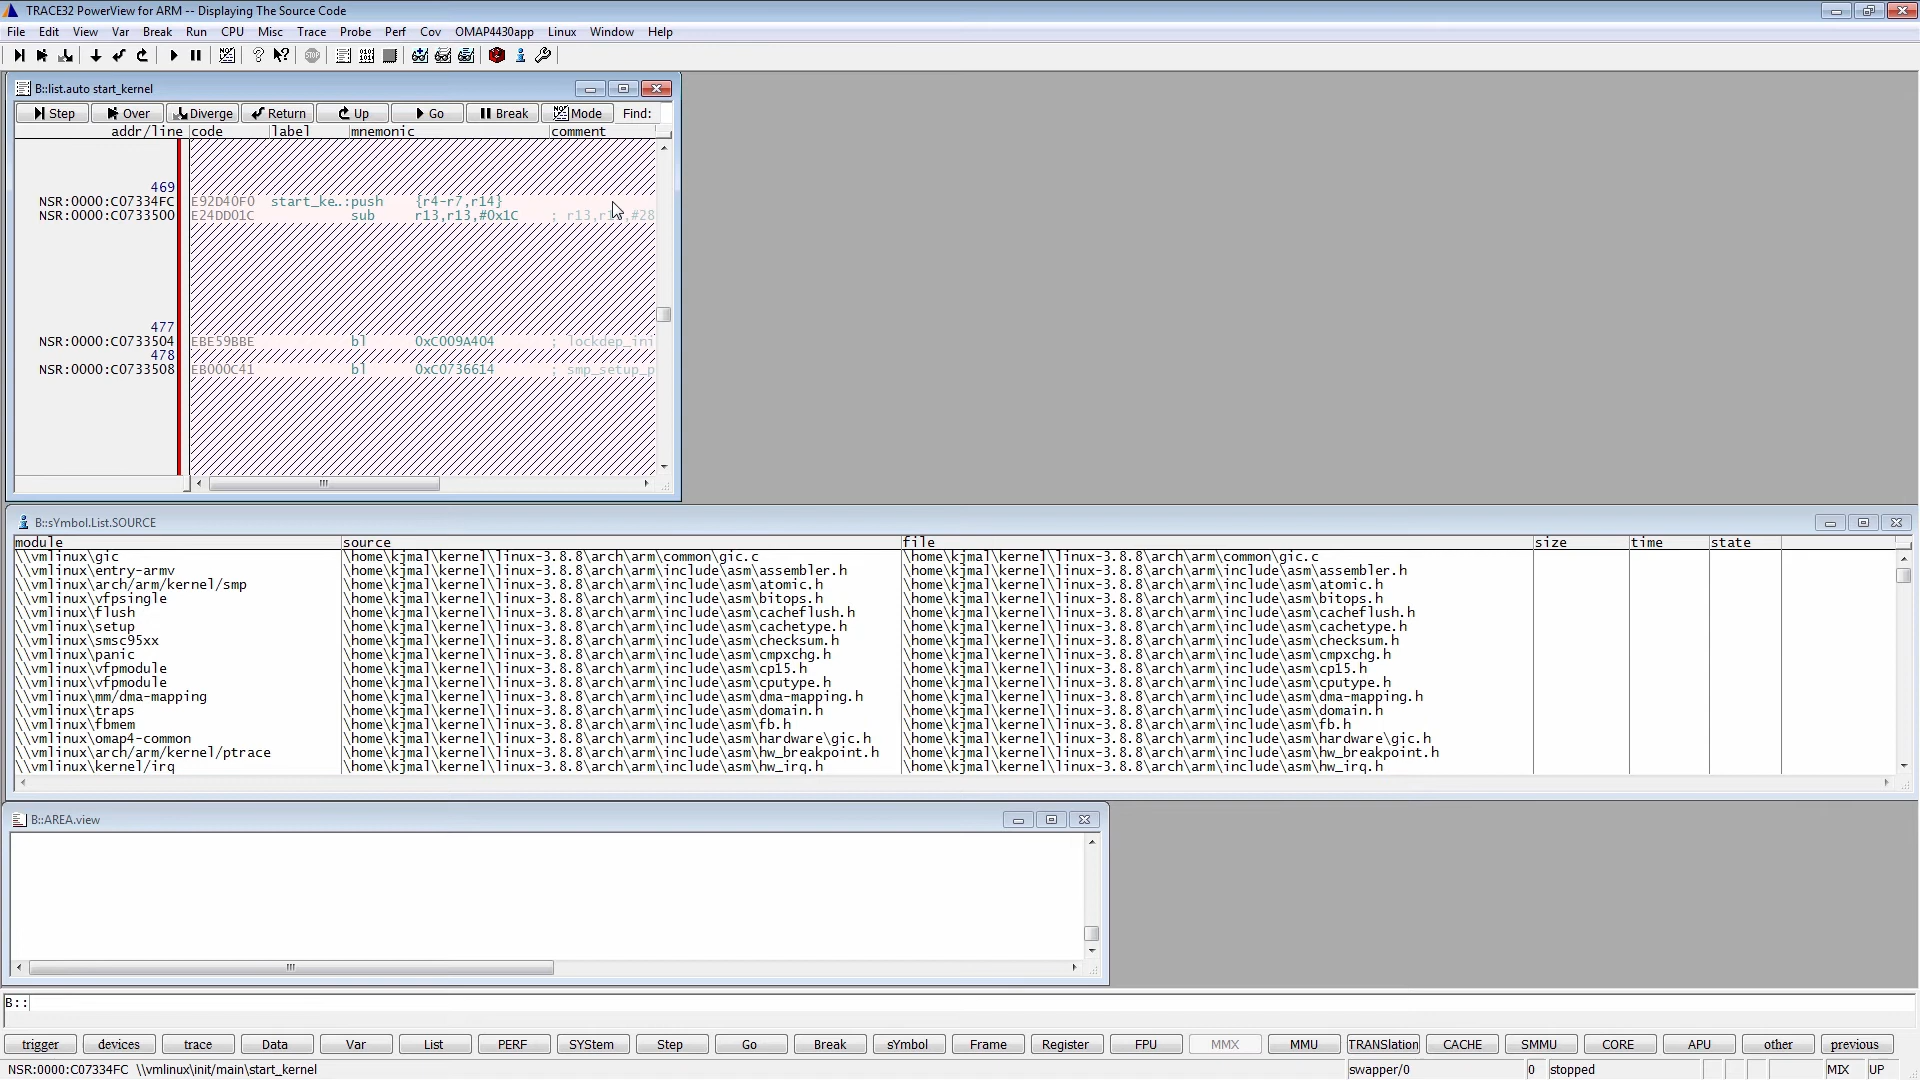 TRACE32 PowerView for ARM -- Displaying The Source Code
File Edit View Var Break Run CPU Misc Trace Probe Perf Cov OMAP4430app Linux Window Help
B::list.auto start_kernel
Step Over Diverge Return Up Go Break Mode Find:
addr/line code label mnemonic comment
469
NSR:0000:C07334FC E92D40F0 start_ke..:push {r4-r7,r14}
NSR:0000:C0733500 E24DD01C sub r13,r13,#0x1C ; r13,r13,#28
477
NSR:0000:C0733504 EBE59BBE bl 0xC009A404 ; lockdep_ini
478
NSR:0000:C0733508 EB000C41 bl 0xC0736614 ; smp_setup_p
B::sYmbol.List.SOURCE
module source file size time state
\\vmlinux\gic \home\kjmal\kernel\linux-3.8.8\arch\arm\common\gic.c \home\kjmal\kernel\linux-3.8.8\arch\arm\common\gic.c
\\vmlinux\entry-armv \home\kjmal\kernel\linux-3.8.8\arch\arm\include\asm\assembler.h \home\kjmal\kernel\linux-3.8.8\arch\arm\include\asm\assembler.h
\\vmlinux\arch/arm/kernel/smp \home\kjmal\kernel\linux-3.8.8\arch\arm\include\asm\atomic.h \home\kjmal\kernel\linux-3.8.8\arch\arm\include\asm\atomic.h
\\vmlinux\vfpsingle \home\kjmal\kernel\linux-3.8.8\arch\arm\include\asm\bitops.h \home\kjmal\kernel\linux-3.8.8\arch\arm\include\asm\bitops.h
\\vmlinux\flush \home\kjmal\kernel\linux-3.8.8\arch\arm\include\asm\cacheflush.h \home\kjmal\kernel\linux-3.8.8\arch\arm\include\asm\cacheflush.h
\\vmlinux\setup \home\kjmal\kernel\linux-3.8.8\arch\arm\include\asm\cachetype.h \home\kjmal\kernel\linux-3.8.8\arch\arm\include\asm\cachetype.h
\\vmlinux\smsc95xx \home\kjmal\kernel\linux-3.8.8\arch\arm\include\asm\checksum.h \home\kjmal\kernel\linux-3.8.8\arch\arm\include\asm\checksum.h
\\vmlinux\panic \home\kjmal\kernel\linux-3.8.8\arch\arm\include\asm\cmpxchg.h \home\kjmal\kernel\linux-3.8.8\arch\arm\include\asm\cmpxchg.h
\\vmlinux\vfpmodule \home\kjmal\kernel\linux-3.8.8\arch\arm\include\asm\cp15.h \home\kjmal\kernel\linux-3.8.8\arch\arm\include\asm\cp15.h
\\vmlinux\vfpmodule \home\kjmal\kernel\linux-3.8.8\arch\arm\include\asm\cputype.h \home\kjmal\kernel\linux-3.8.8\arch\arm\include\asm\cputype.h
\\vmlinux\mm/dma-mapping \home\kjmal\kernel\linux-3.8.8\arch\arm\include\asm\dma-mapping.h \home\kjmal\kernel\linux-3.8.8\arch\arm\include\asm\dma-mapping.h
\\vmlinux\traps \home\kjmal\kernel\linux-3.8.8\arch\arm\include\asm\domain.h \home\kjmal\kernel\linux-3.8.8\arch\arm\include\asm\domain.h
\\vmlinux\fbmem \home\kjmal\kernel\linux-3.8.8\arch\arm\include\asm\fb.h \home\kjmal\kernel\linux-3.8.8\arch\arm\include\asm\fb.h
\\vmlinux\omap4-common \home\kjmal\kernel\linux-3.8.8\arch\arm\include\asm\hardware\gic.h \home\kjmal\kernel\linux-3.8.8\arch\arm\include\asm\hardware\gic.h
\\vmlinux\arch/arm/kernel/ptrace \home\kjmal\kernel\linux-3.8.8\arch\arm\include\asm\hw_breakpoint.h \home\kjmal\kernel\linux-3.8.8\arch\arm\include\asm\hw_breakpoint.h
\\vmlinux\kernel/irq \home\kjmal\kernel\linux-3.8.8\arch\arm\include\asm\hw_irq.h \home\kjmal\kernel\linux-3.8.8\arch\arm\include\asm\hw_irq.h
B::AREA.view
B::
trigger devices trace Data Var List PERF SYStem Step Go Break sYmbol Frame Register FPU MMX MMU TRANSlation CACHE SMMU CORE APU other previous
NSR:0000:C07334FC \\vmlinux\init/main\start_kernel swapper/0 0 stopped MIX UP